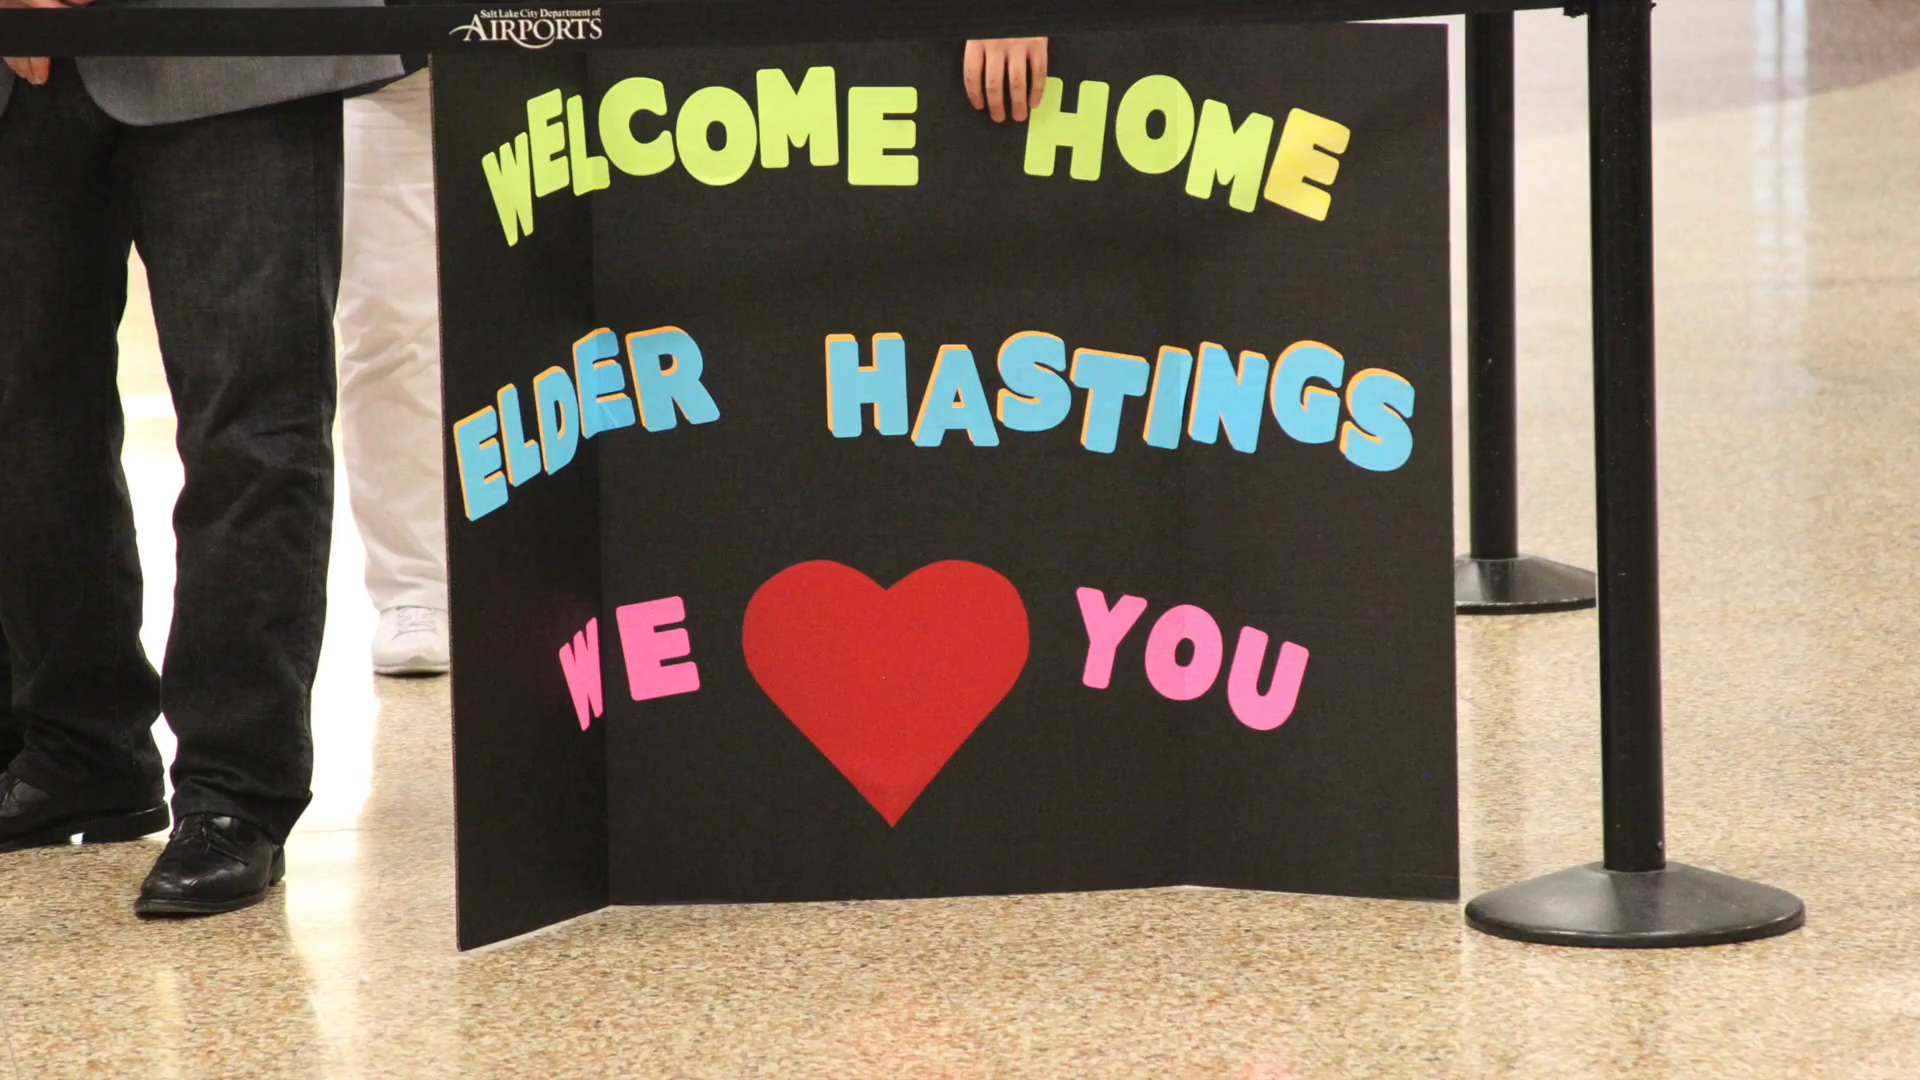 Salt Lake City Department of
AIRPORTS
WELCOME HOME
ELDER HASTINGS
WE YOU